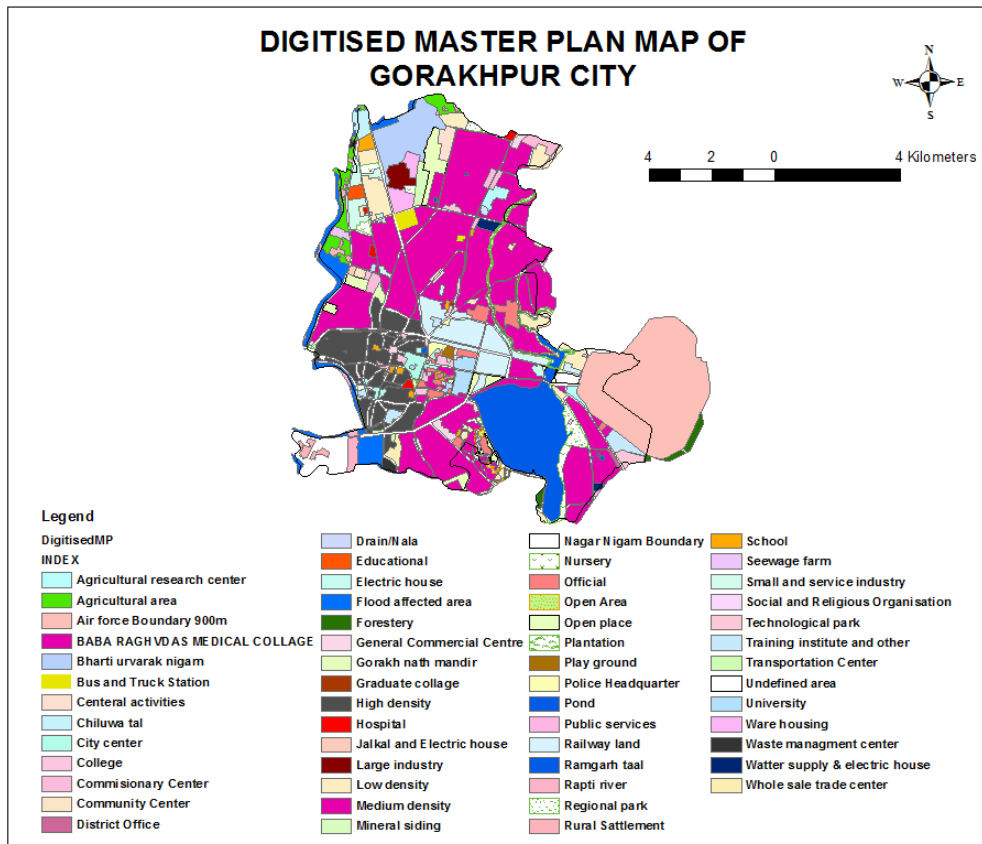 DIGITISED MASTER PLAN MAP OF
GORAKHPUR CITY
N
W
E
S
4 2 0 4 Kilometers
Legend
DigitisedMP
INDEX
Agricultural research center
Agricultural area
Air force Boundary 900m
BABA RAGHVDAS MEDICAL COLLAGE
Bharti urvarak nigam
Bus and Truck Station
Centeral activities
Chiluwa tal
City center
College
Commisionary Center
Community Center
District Office
Drain/Nala
Educational
Electric house
Flood affected area
Forestery
General Commercial Centre
Gorakh nath mandir
Graduate collage
High density
Hospital
Jalkal and Electric house
Large industry
Low density
Medium density
Mineral siding
Nagar Nigam Boundary
Nursery
Official
Open Area
Open place
Plantation
Play ground
Police Headquarter
Pond
Public services
Railway land
Ramgarh taal
Rapti river
Regional park
Rural Sattlement
School
Seewage farm
Small and service industry
Social and Religious Organisation
Technological park
Training institute and other
Transportation Center
Undefined area
University
Ware housing
Waste managment center
Watter supply & electric house
Whole sale trade center